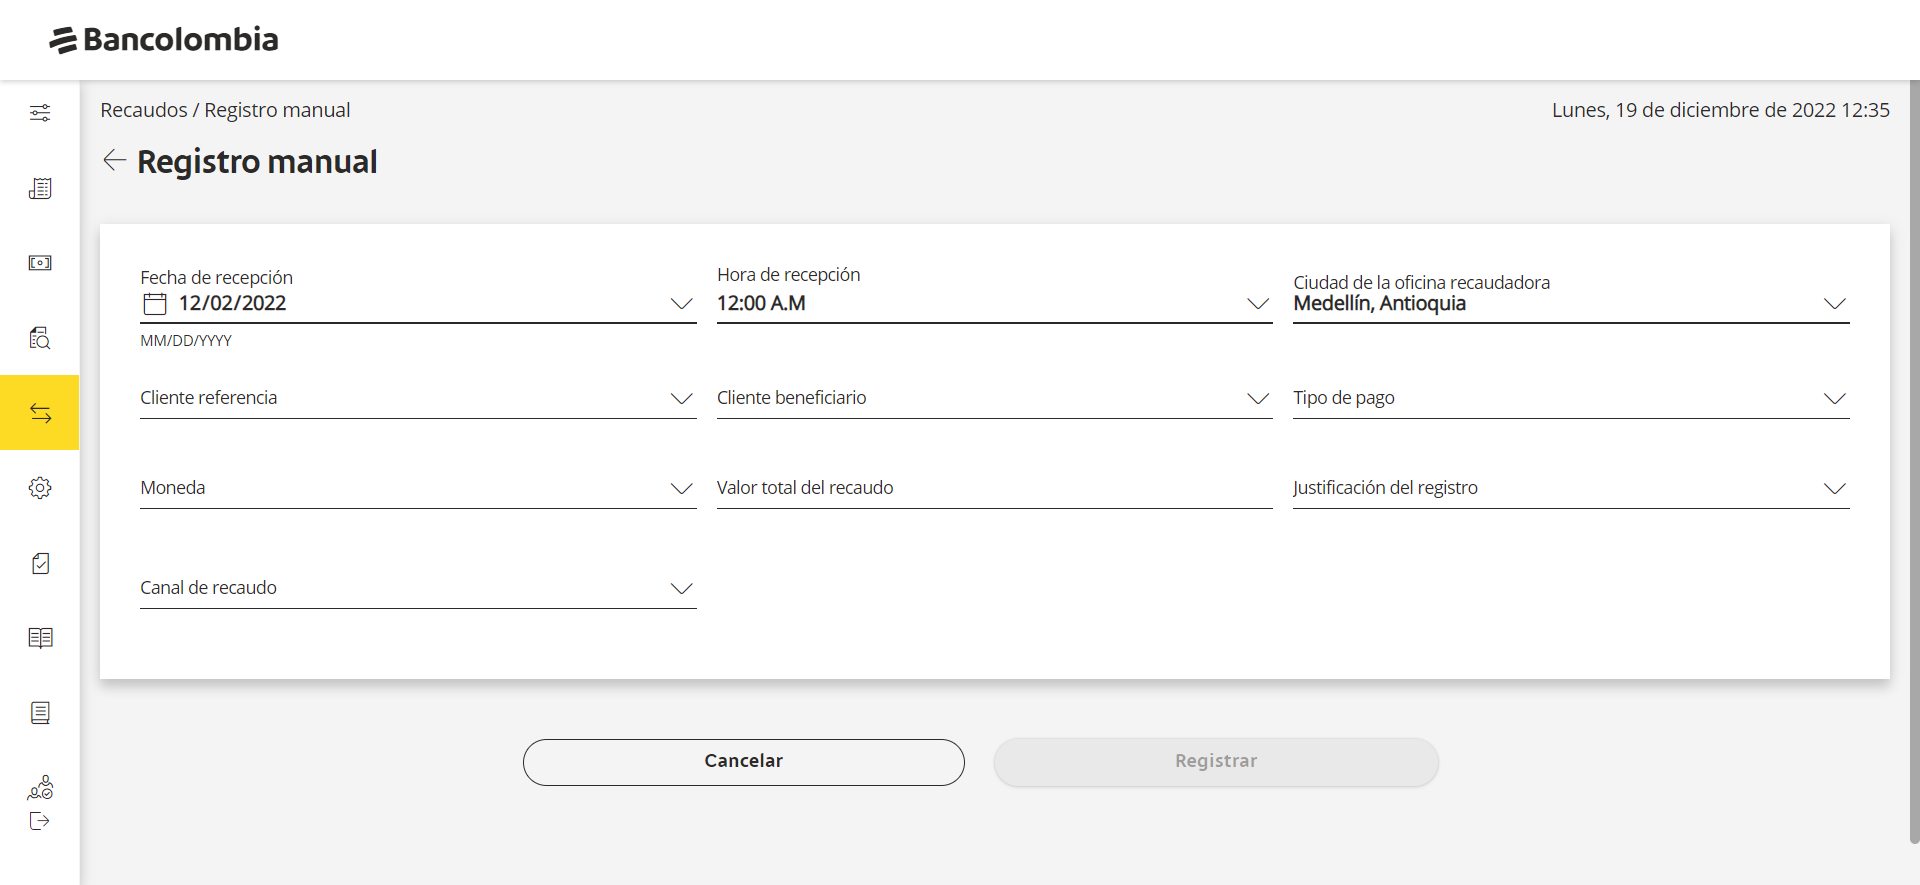 Bancolombia
Recaudos / Registro manual
Lunes, 19 de diciembre de 2022 12:35
Registro manual
Fecha de recepción
12/02/2022
MM/DD/YYYY
Hora de recepción
12:00 A.M
Ciudad de la oficina recaudadora
Medellín, Antioquia
Cliente referencia
Cliente beneficiario
Tipo de pago
Moneda
Valor total del recaudo
Justificación del registro
Canal de recaudo
Cancelar
Registrar